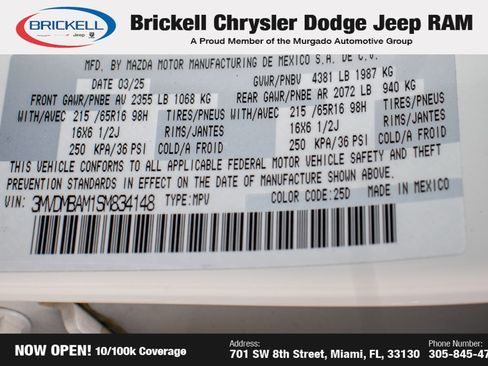 BRICKELL
Brickell Chrysler Dodge Jeep RAM
A Proud Member of the Murgado Automotive Group
MFD. BY MAZDA MOTOR MANUFACTURING DE MEXICO S.A. DE C.V.
DATE 03/25 GVWR/PNBV 4381 LB 1987 KG
FRONT GAWR/PNBE AV 2355 LB 1068 KG REAR GAWR/PNBE AR 2072 LB 940 KG
WITH/AVEC 215 /65R16 98H WITH/AVEC 215 /65R16 98H
16X6 1/2J RIMS/JANTES 16X6 1/2J RIMS/JANTES
250 KPA/36 PSI COLD/A FROID 250 KPA/36 PSI COLD/A FROID
THIS VEHICLE CONFORMS TO ALL APPLICABLE FEDERAL MOTOR VEHICLE SAFETY AND THEFT
PREVENTION STANDARDS IN EFFECT ON THE DATE OF MANUFACTURE SHOWN ABOVE.
VIN: 3MVDMBAM1SM834148 TYPE: MPV COLOR CODE: 25D MADE IN MEXICO
NOW OPEN! 10/100k Coverage
Address:
701 SW 8th Street, Miami, FL, 33130
Phone Number:
305-845-47